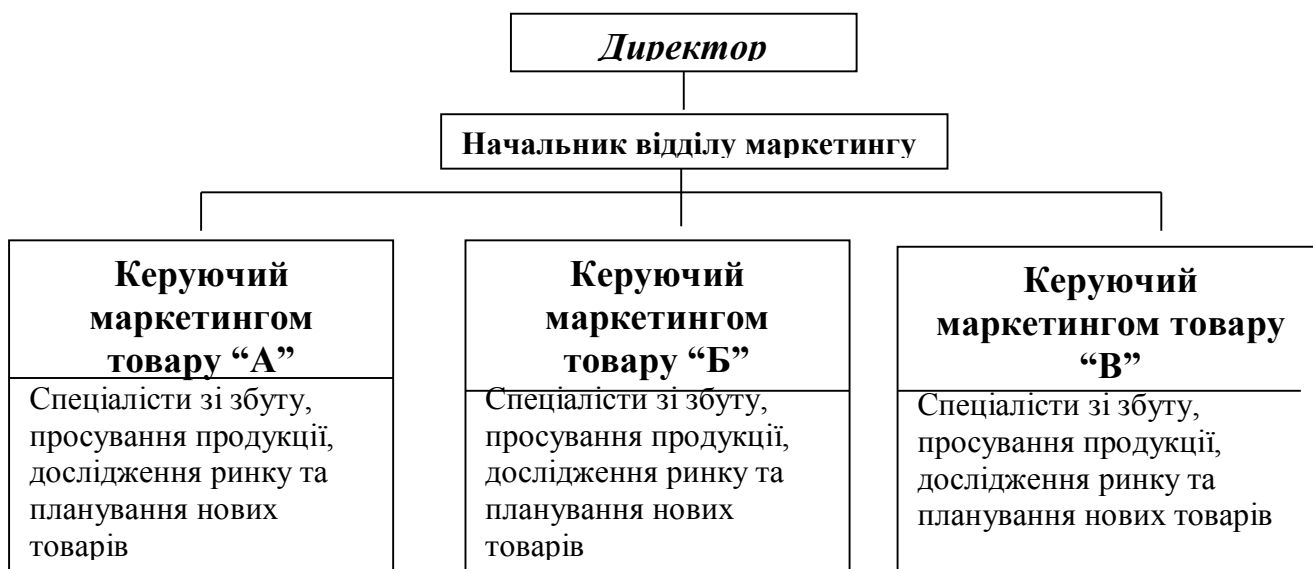 Директор
Начальник відділу маркетингу
Керуючий
маркетингом
товару “А”
Спеціалісти зі збуту,
просування продукції,
дослідження ринку та
планування нових
товарів
Керуючий
маркетингом
товару “Б”
Спеціалісти зі збуту,
просування продукції,
дослідження ринку та
планування нових
товарів
Керуючий
маркетингом товару
“В”
Спеціалісти зі збуту,
просування продукції,
дослідження ринку та
планування нових товарів